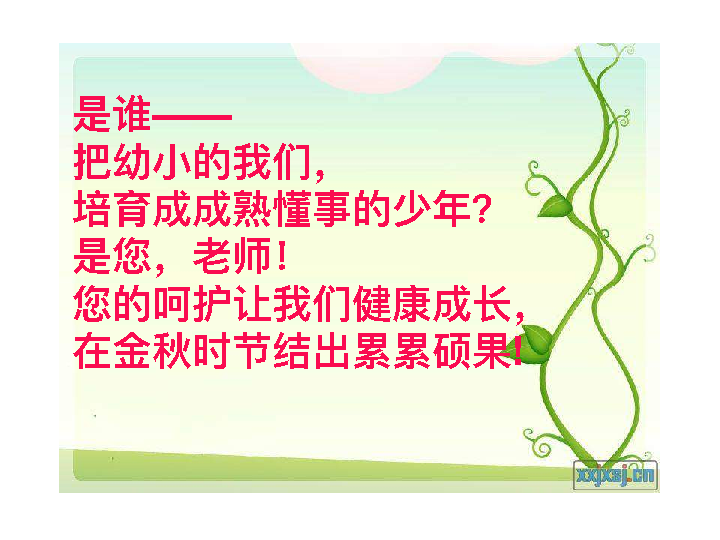 是谁——
把幼小的我们，
培育成成熟懂事的少年？
是您，老师！
您的呵护让我们健康成长，
在金秋时节结出累累硕果！
xxjxsj.cn